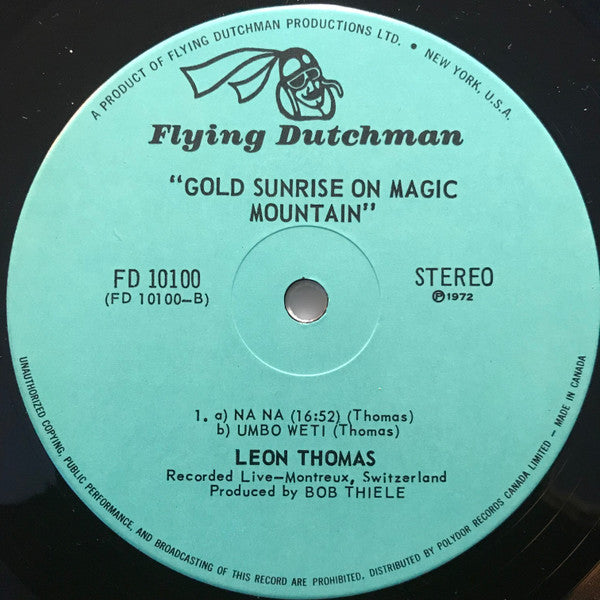 A PRODUCT OF FLYING DUTCHMAN PRODUCTIONS LTD. • NEW YORK, U.S.A.
Flying Dutchman
"GOLD SUNRISE ON MAGIC
MOUNTAIN"
FD 10100
(FD 10100-B)
STEREO
Ⓟ1972
1. a) NA NA (16:52) (Thomas)
b) UMBO WETI (Thomas)
LEON THOMAS
Recorded Live—Montreux, Switzerland
Produced by BOB THIELE
UNAUTHORIZED COPYING, PUBLIC PERFORMANCE, AND BROADCASTING OF THIS RECORD ARE PROHIBITED. DISTRIBUTED BY POLYDOR RECORDS CANADA LIMITED — MADE IN CANADA